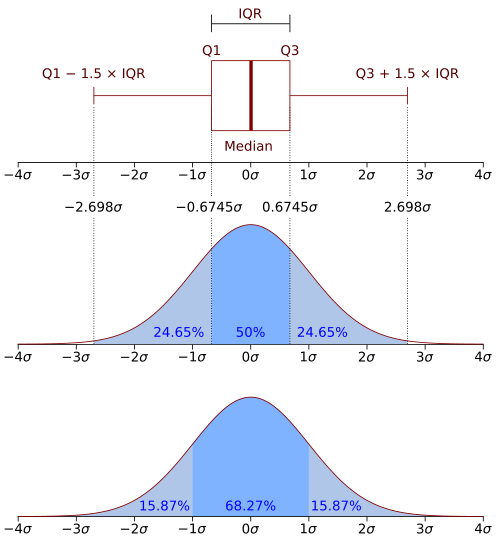 IQR
Q1 Q3
Q1 − 1.5 × IQR Q3 + 1.5 × IQR
Median
−4σ −3σ −2σ −1σ 0σ 1σ 2σ 3σ 4σ
−2.698σ −0.6745σ 0.6745σ 2.698σ
24.65% 50% 24.65%
−4σ −3σ −2σ −1σ 0σ 1σ 2σ 3σ 4σ
15.87% 68.27% 15.87%
−4σ −3σ −2σ −1σ 0σ 1σ 2σ 3σ 4σ